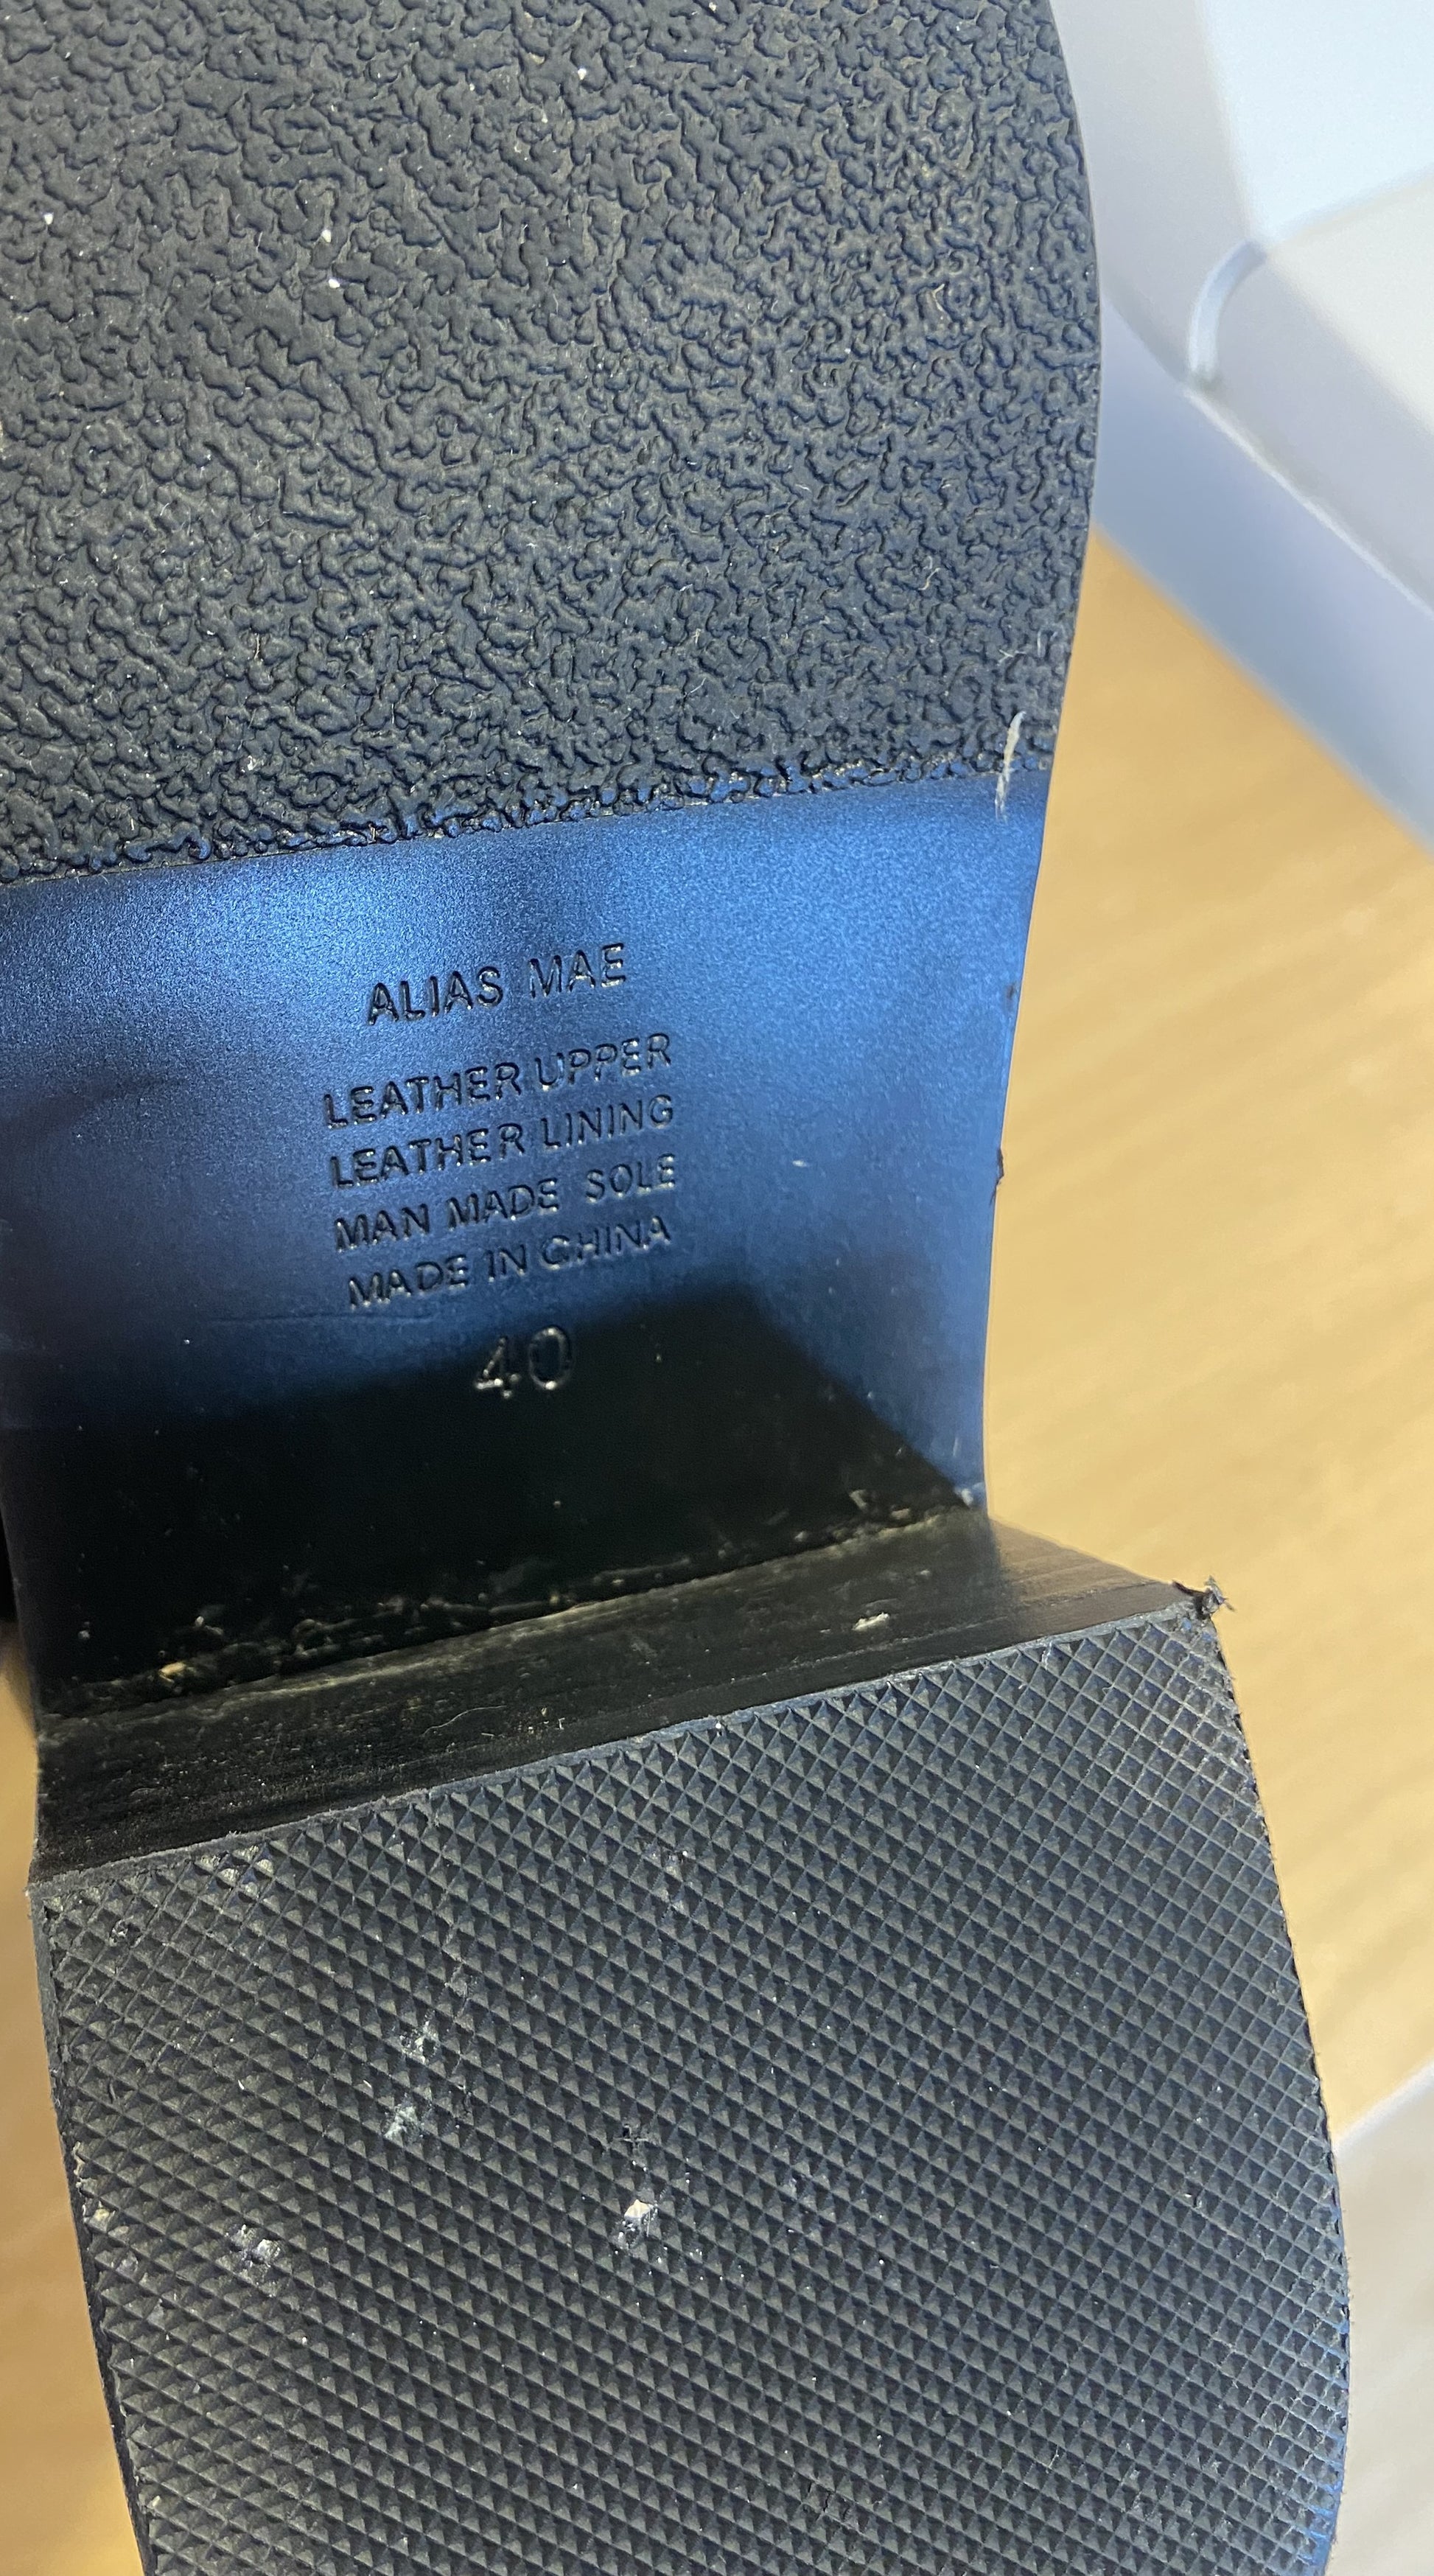 ALIAS MAE
LEATHER UPPER
LEATHER LINING
MAN MADE SOLE
MADE IN CHINA
40